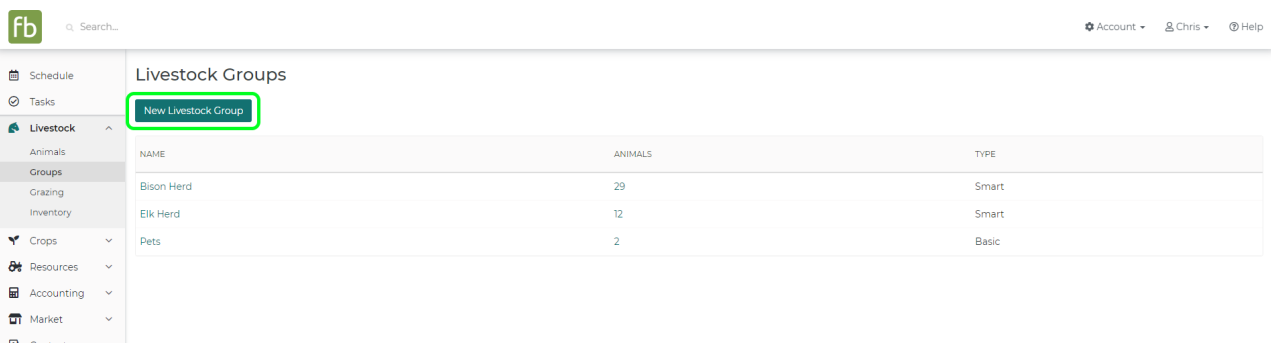 fb
Search...
Account
Chris
Help
Schedule
Tasks
Livestock
Animals
Groups
Grazing
Inventory
Crops
Resources
Accounting
Market
Livestock Groups
New Livestock Group
NAME ANIMALS TYPE
Bison Herd 29 Smart
Elk Herd 12 Smart
Pets 2 Basic